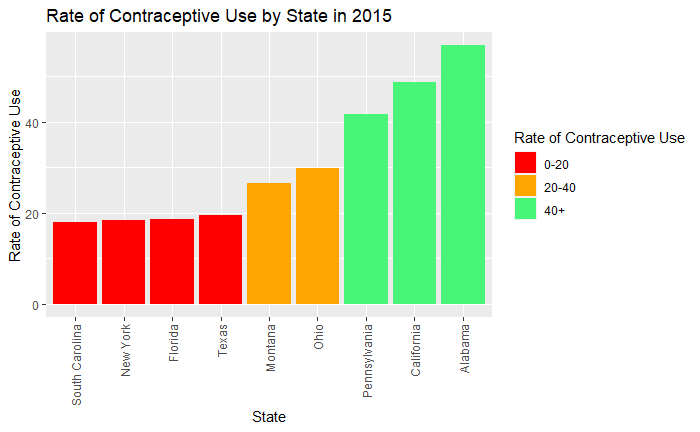 Rate of Contraceptive Use by State in 2015
Rate of Contraceptive Use
40
20
0
South Carolina
New York
Florida
Texas
Montana
Ohio
Pennsylvania
California
Alabama
State
Rate of Contraceptive Use
0-20
20-40
40+